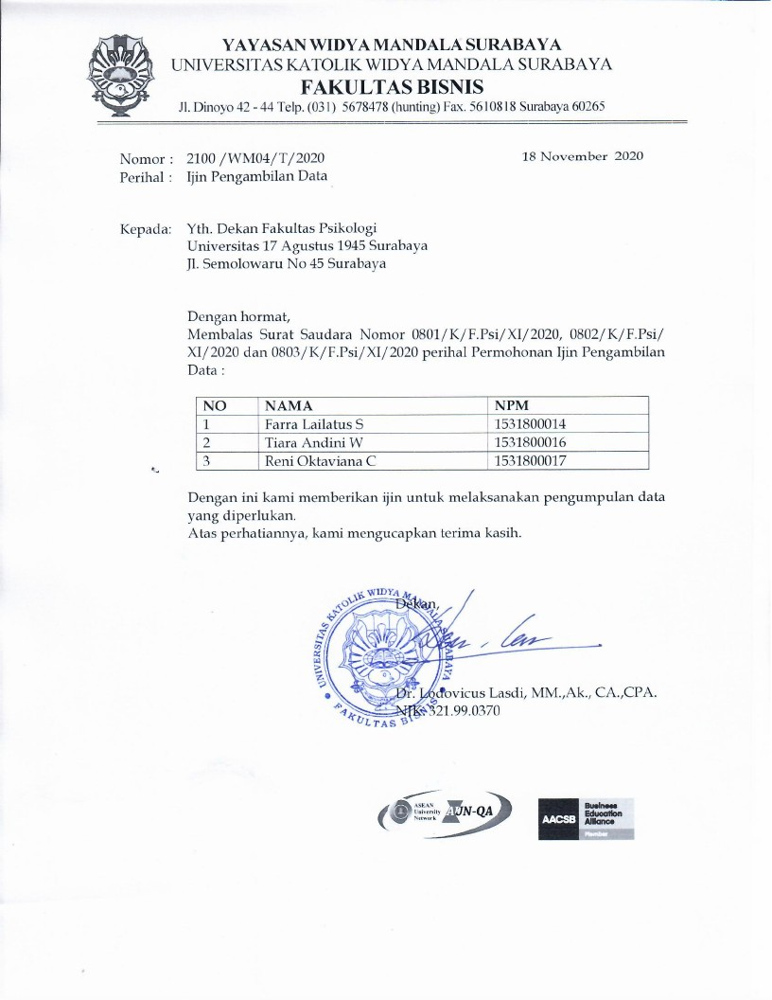 YAYASAN WIDYA MANDALA SURABAYA
UNIVERSITAS KATOLIK WIDYA MANDALA SURABAYA
FAKULTAS BISNIS
Jl. Dinoyo 42 - 44 Telp. (031) 5678478 (hunting) Fax. 5610818 Surabaya 60265
Nomor : 2100 /WM04/T/2020 18 November 2020
Perihal : Ijin Pengambilan Data
Kepada: Yth. Dekan Fakultas Psikologi
Universitas 17 Agustus 1945 Surabaya
Jl. Semolowaru No 45 Surabaya
Dengan hormat,
Membalas Surat Saudara Nomor 0801/K/F.Psi/XI/2020, 0802/K/F.Psi/
XI/2020 dan 0803/K/F.Psi/XI/2020 perihal Permohonan Ijin Pengambilan
Data :
NO NAMA NPM
1 Farra Lailatus S 1531800014
2 Tiara Andini W 1531800016
3 Reni Oktaviana C 1531800017
Dengan ini kami memberikan ijin untuk melaksanakan pengumpulan data
yang diperlukan.
Atas perhatiannya, kami mengucapkan terima kasih.
Dekan,
UNIVERSITAS KATOLIK WIDYA MANDALA SURABAYA
FAKULTAS BISNIS
Dr. Lodovicus Lasdi, MM.,Ak., CA.,CPA.
NIK. 321.99.0370
ASEAN
University
Network
AUN-QA
AACSB
Business
Education
Alliance
Member